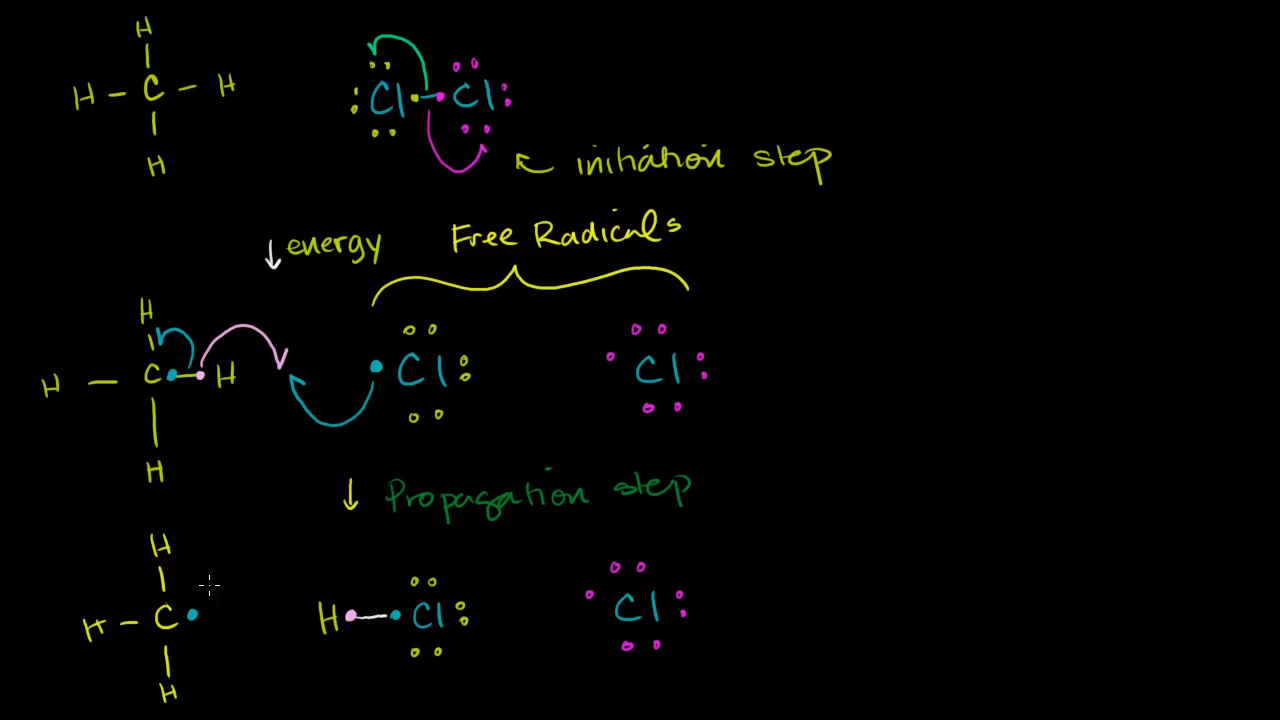 H
H - C - H Cl - Cl
H
initiation step
↓ energy Free Radicals
H
H — C — H Cl Cl
H
↓ Propagation step
H
H - C H — Cl Cl
H